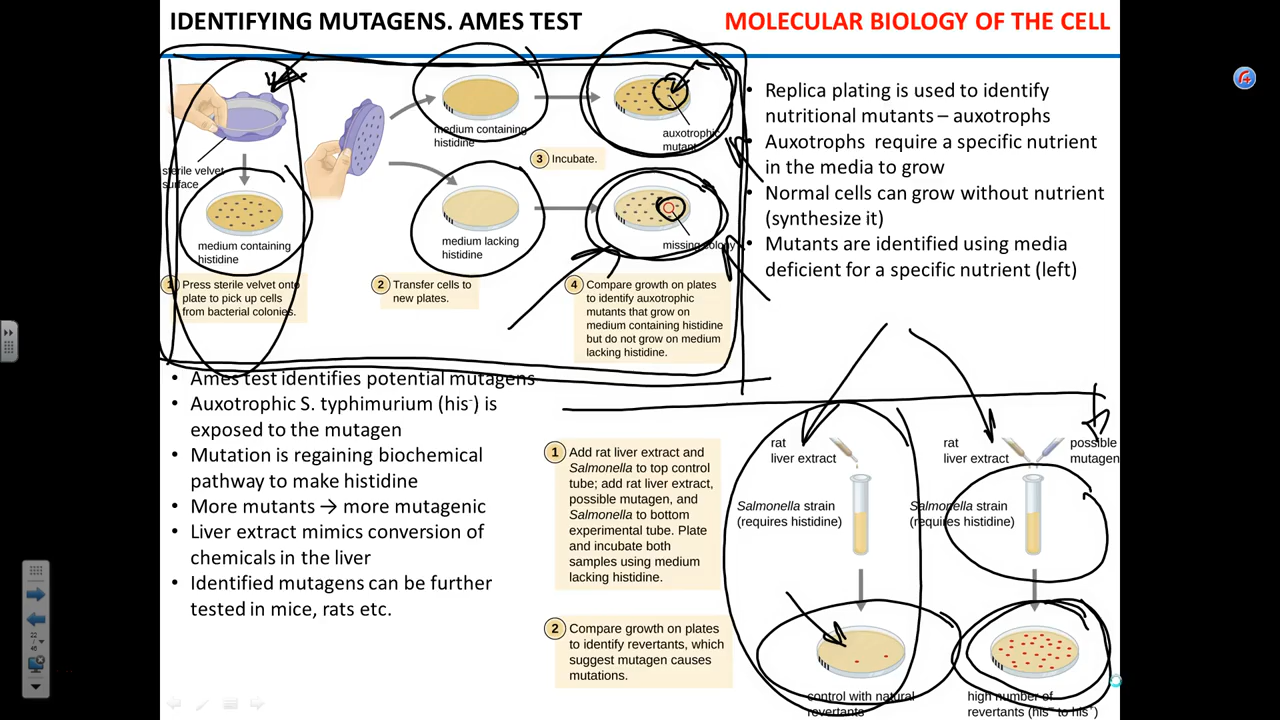 IDENTIFYING MUTAGENS. AMES TEST
MOLECULAR BIOLOGY OF THE CELL
sterile velvet
surface
medium containing
histidine
1 Press sterile velvet onto
plate to pick up cells
from bacterial colonies.
medium containing
histidine
medium lacking
histidine
2 Transfer cells to
new plates.
3 Incubate.
auxotrophic
mutant
missing colony
4 Compare growth on plates
to identify auxotrophic
mutants that grow on
medium containing histidine
but do not grow on medium
lacking histidine.
• Replica plating is used to identify
nutritional mutants – auxotrophs
• Auxotrophs require a specific nutrient
in the media to grow
• Normal cells can grow without nutrient
(synthesize it)
• Mutants are identified using media
deficient for a specific nutrient (left)
• Ames test identifies potential mutagens
• Auxotrophic S. typhimurium (his-) is
exposed to the mutagen
• Mutation is regaining biochemical
pathway to make histidine
• More mutants → more mutagenic
• Liver extract mimics conversion of
chemicals in the liver
• Identified mutagens can be further
tested in mice, rats etc.
1 Add rat liver extract and
Salmonella to top control
tube; add rat liver extract,
possible mutagen, and
Salmonella to bottom
experimental tube. Plate
and incubate both
samples using medium
lacking histidine.
2 Compare growth on plates
to identify revertants, which
suggest mutagen causes
mutations.
rat
liver extract
Salmonella strain
(requires histidine)
control with natural
revertants
rat
liver extract
possible
mutagen
Salmonella strain
(requires histidine)
high number of
revertants (his⁻ to his⁺)
22
/
46